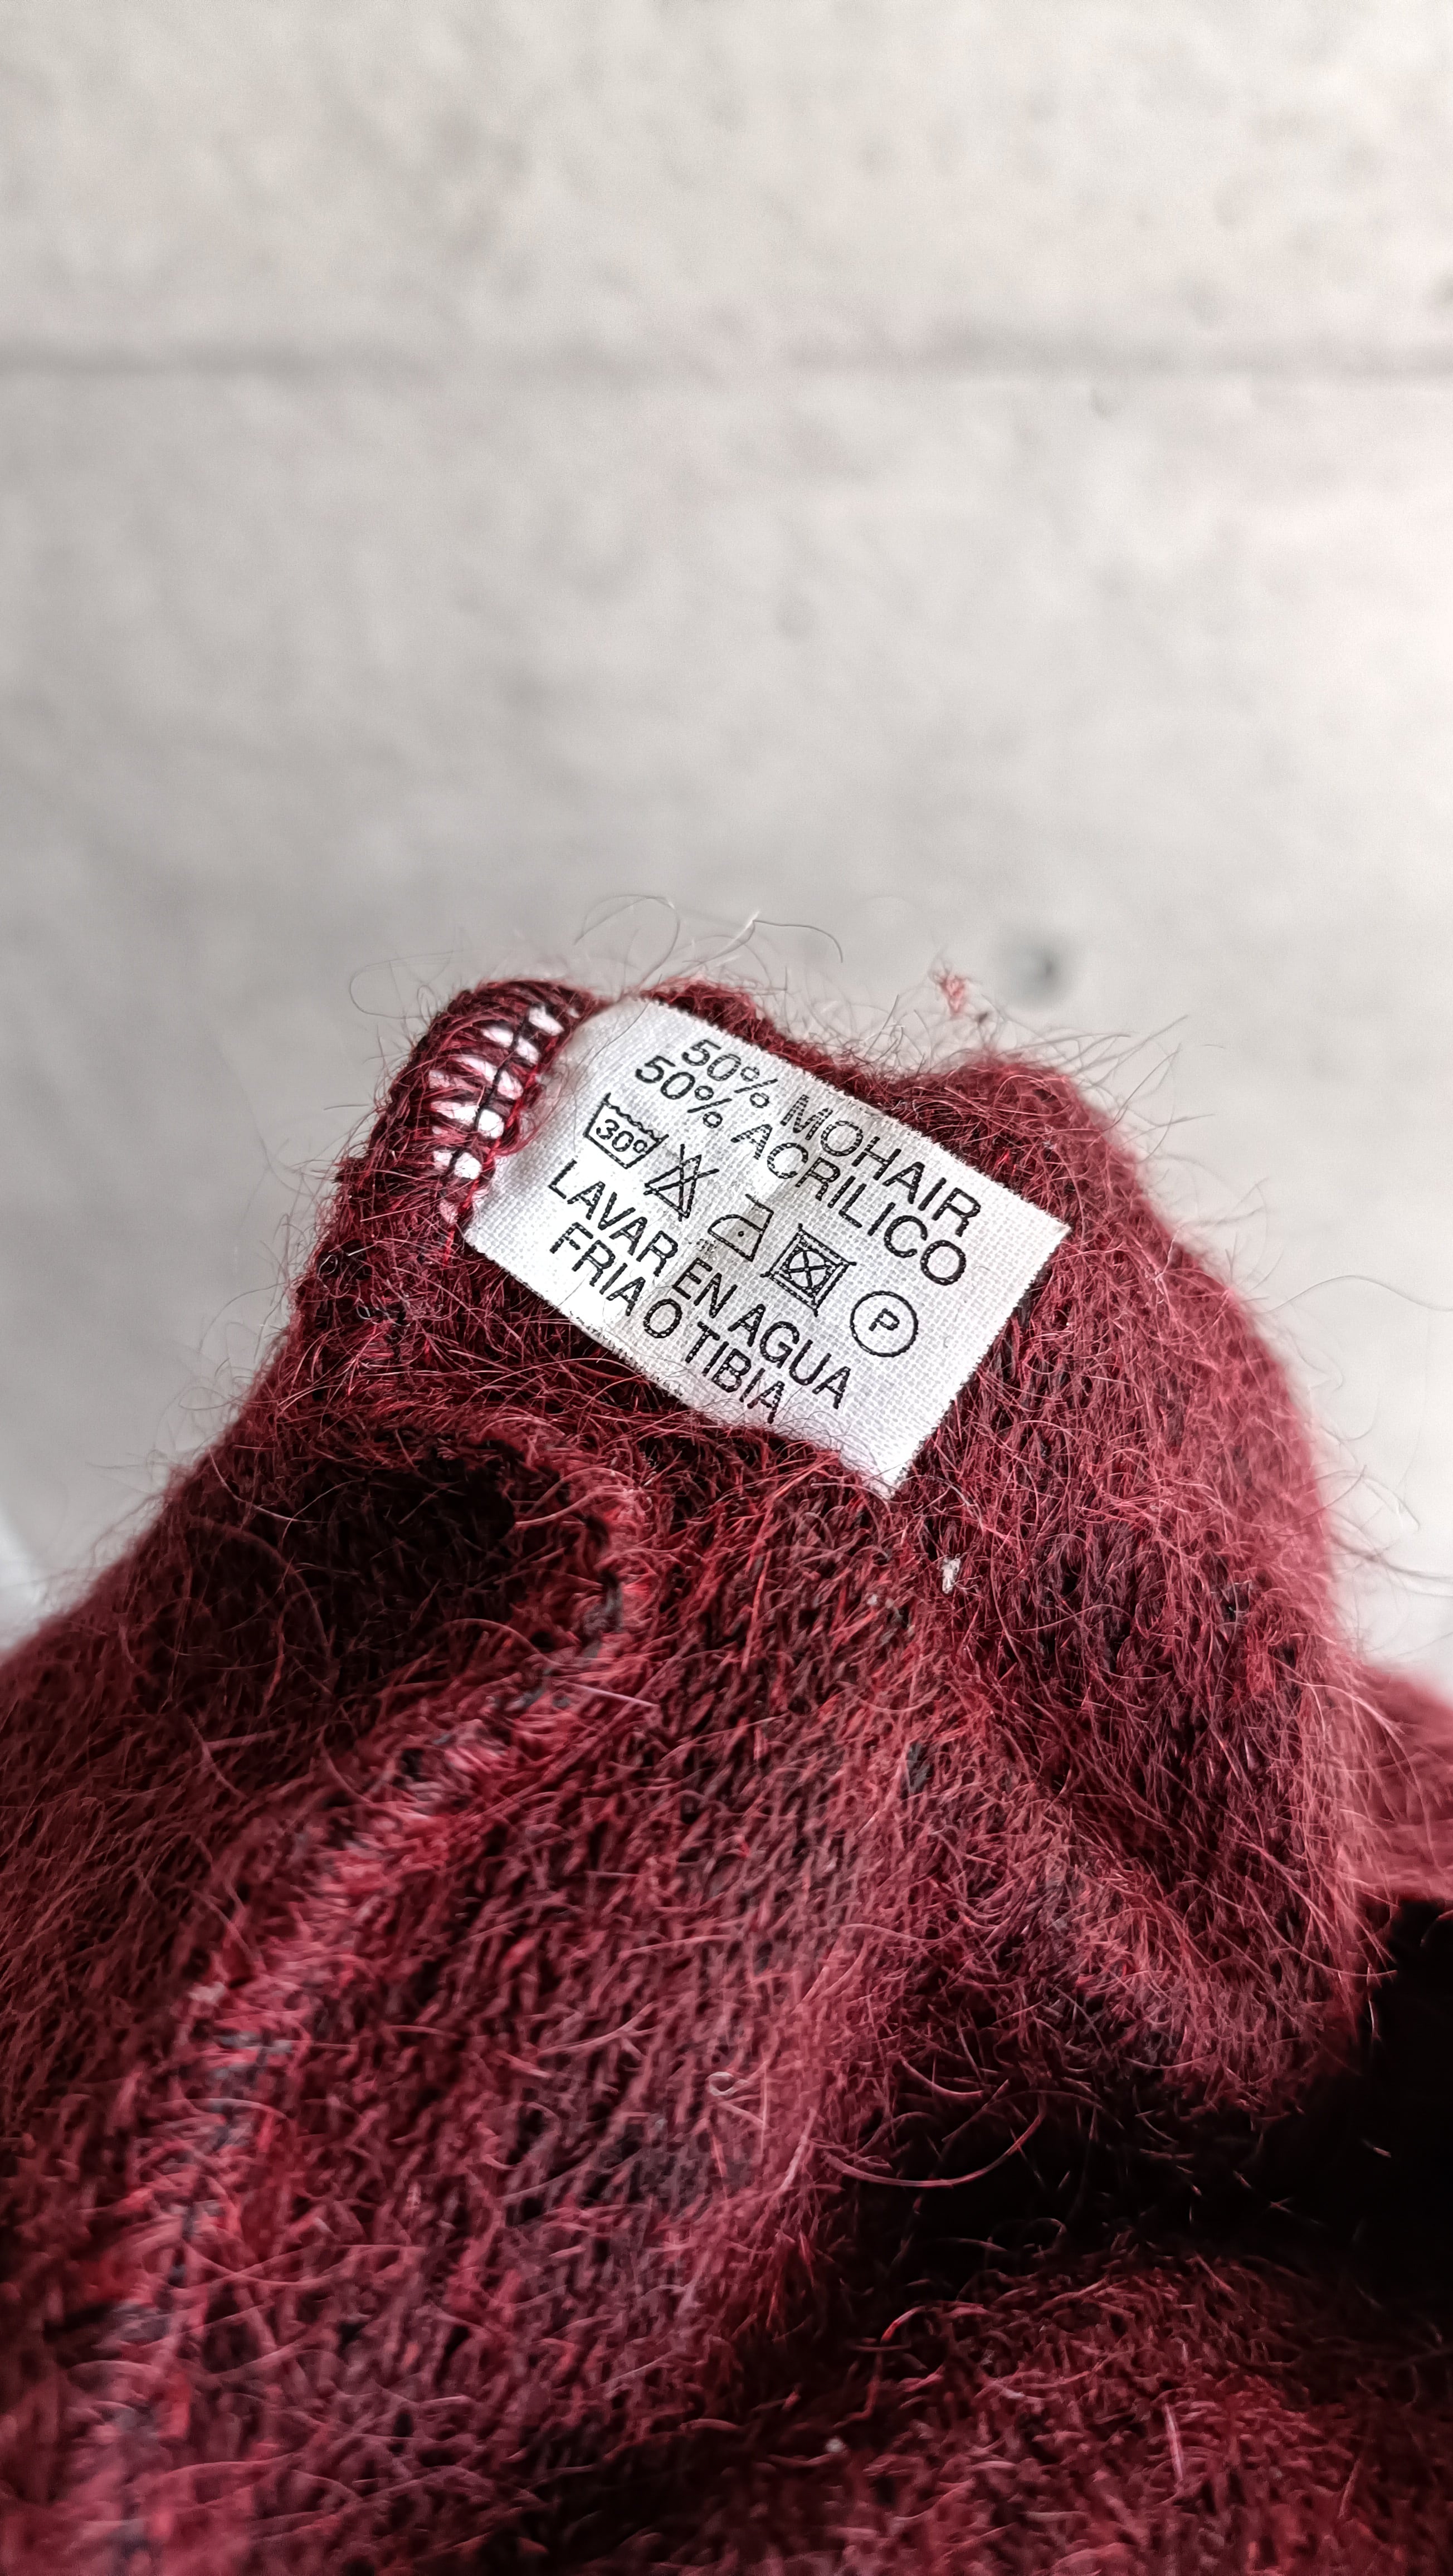 50% MOHAIR
50% ACRILICO
30° P
LAVAR EN AGUA
FRIA O TIBIA